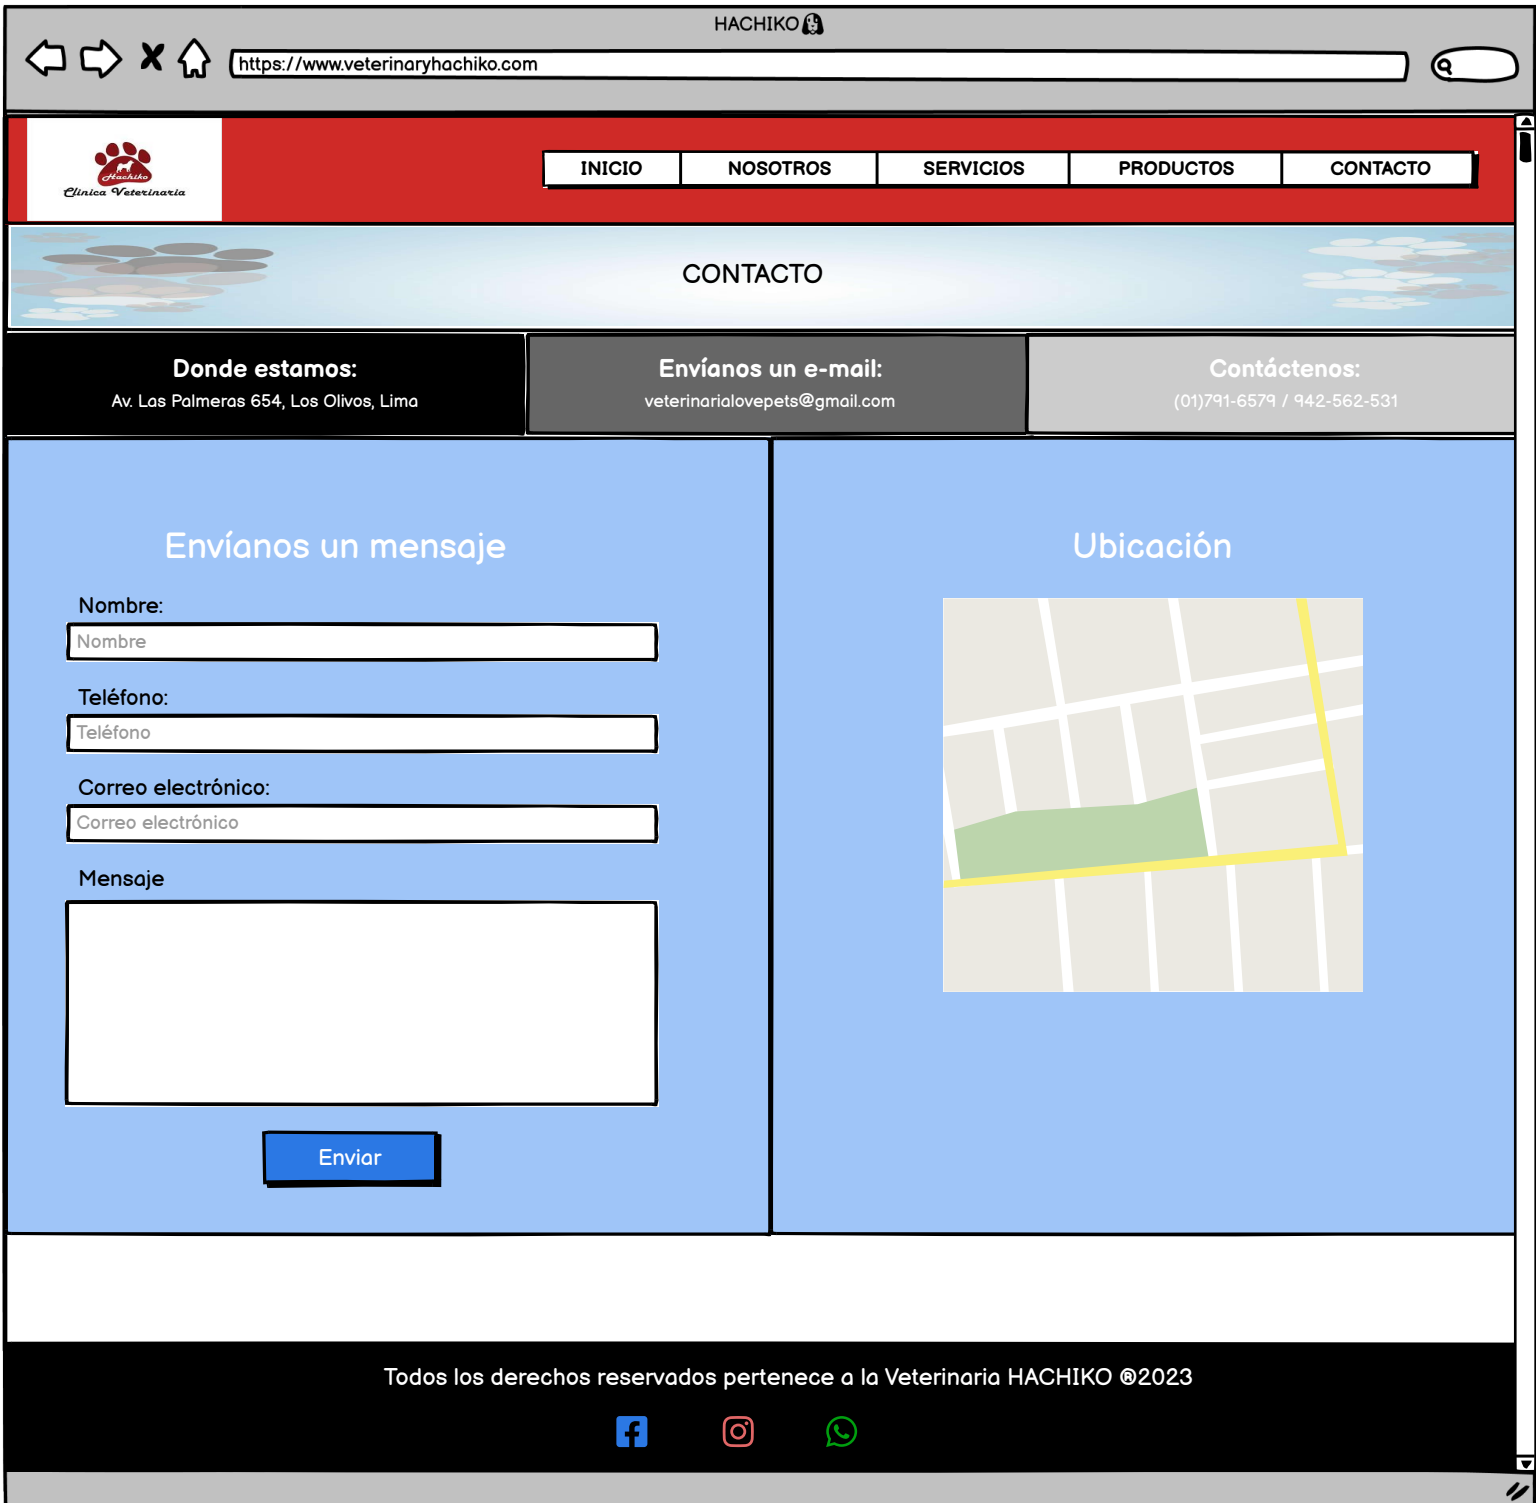 HACHIKO
https://www.veterinaryhachiko.com
Hachiko
Clinica Veterinaria
INICIO
NOSOTROS
SERVICIOS
PRODUCTOS
CONTACTO
CONTACTO
Donde estamos:
Av. Las Palmeras 654, Los Olivos, Lima
Envíanos un e-mail:
veterinarialovepets@gmail.com
Contáctenos:
(01)791-6579 / 942-562-531
Envíanos un mensaje
Nombre:
Nombre
Teléfono:
Teléfono
Correo electrónico:
Correo electrónico
Mensaje
Enviar
Ubicación
Todos los derechos reservados pertenece a la Veterinaria HACHIKO ®2023